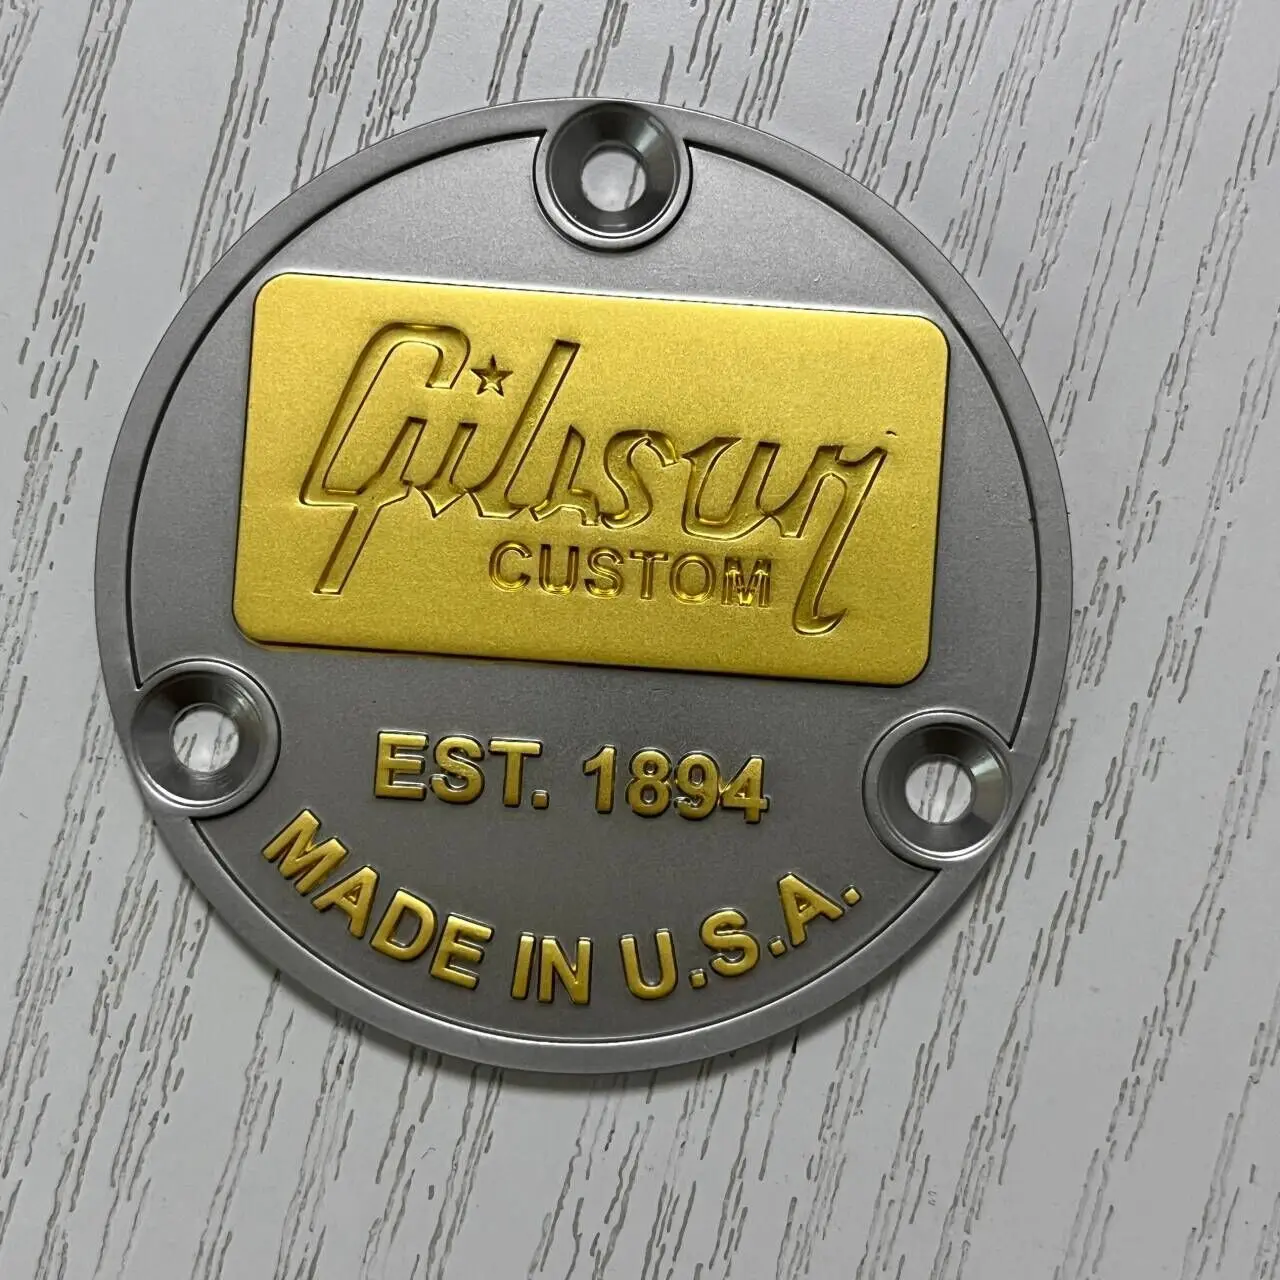 Gibson
CUSTOM
EST. 1894
MADE IN U.S.A.